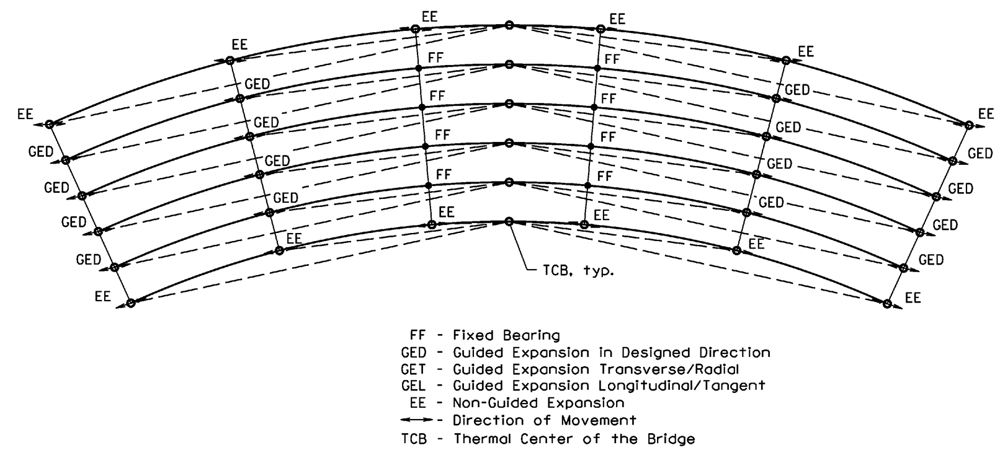 EE EE
EE EE
FF FF
GED GED
FF FF
EE EE
GED GED
FF FF
GED GED
GED GED
FF FF
GED GED
GED GED
EE EE
GED GED
EE EE
GED GED
TCB, typ.
EE EE
FF - Fixed Bearing
GED - Guided Expansion in Designed Direction
GET - Guided Expansion Transverse/Radial
GEL - Guided Expansion Longitudinal/Tangent
EE - Non-Guided Expansion
- Direction of Movement
TCB - Thermal Center of the Bridge